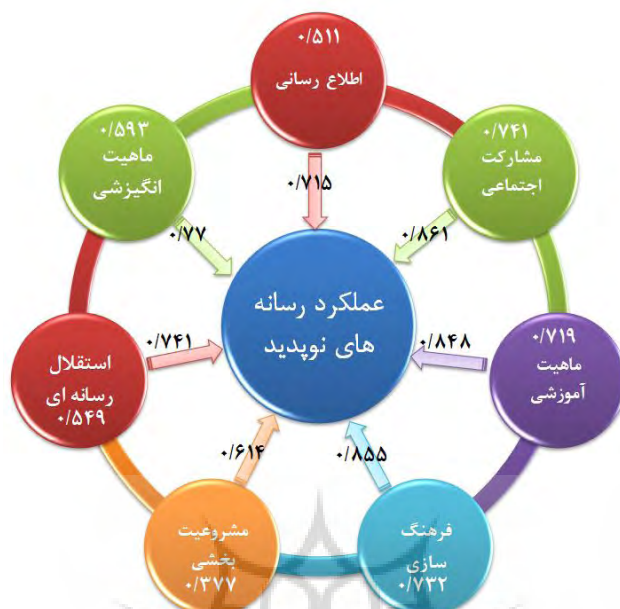 ۰/۵۱۱
اطلاع رسانی
۰/۷۱۵
۰/۷۴۱
مشارکت
اجتماعی
۰/۸۶۱
۰/۷۱۹
ماهیت
آموزشی
۰/۸۴۸
فرهنگ
سازی
۰/۷۳۲
۰/۸۵۵
مشروعیت
بخشی
۰/۳۷۷
۰/۶۱۴
استقلال
رسانه ای
۰/۵۴۹
۰/۷۴۱
۰/۵۹۳
ماهیت
انگیزشی
۰/۷۷
عملکرد رسانه
های نوپدید